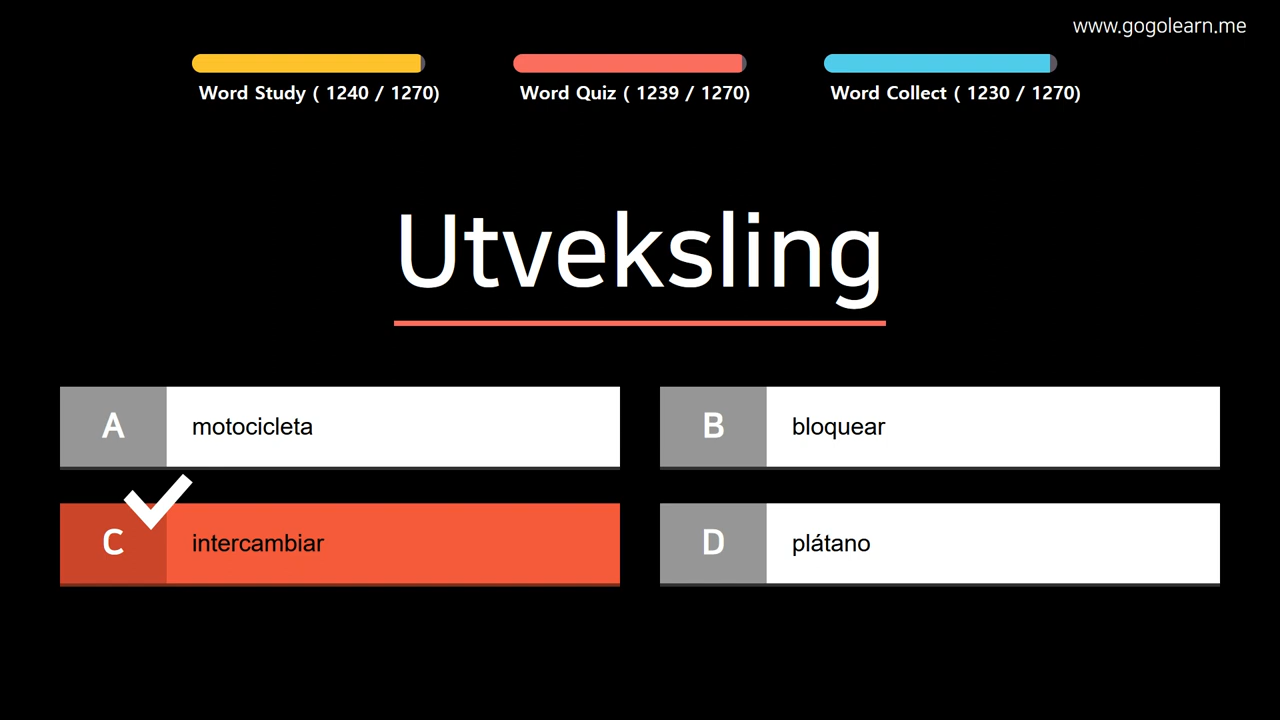 www.gogolearn.me
Word Study ( 1240 / 1270)
Word Quiz ( 1239 / 1270)
Word Collect ( 1230 / 1270)
Utveksling
A motocicleta
B bloquear
C intercambiar
D plátano